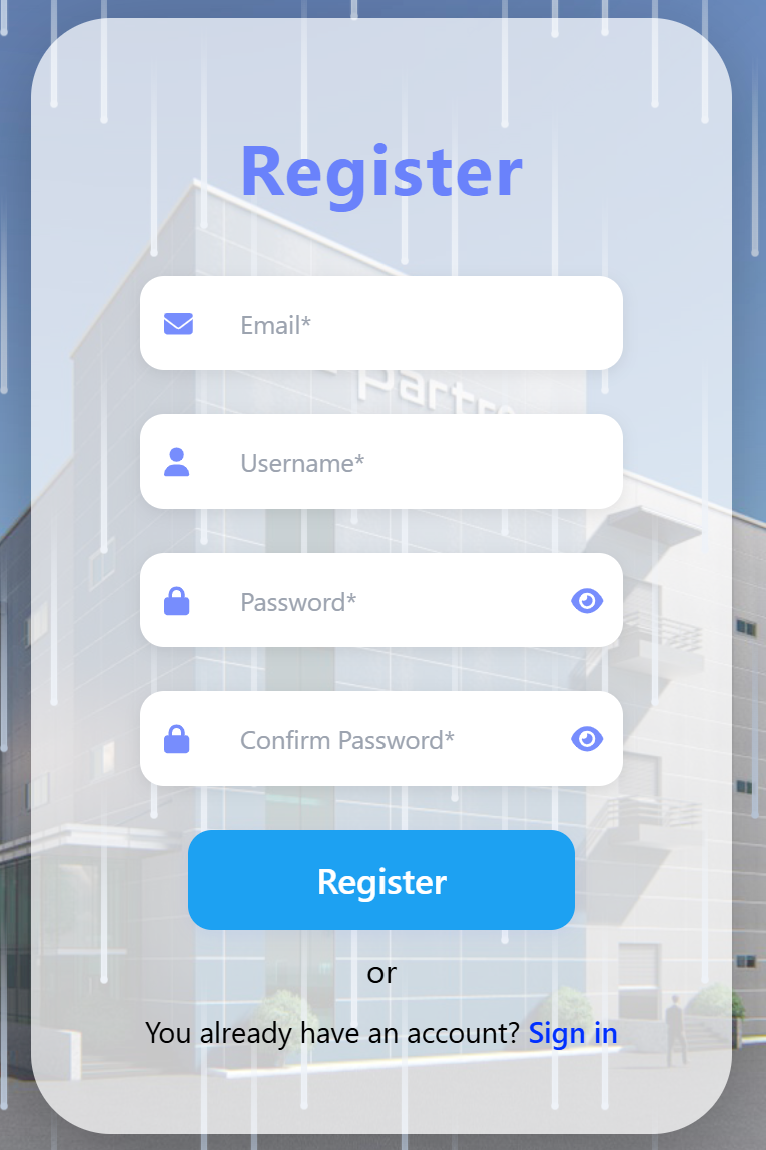 Register
Email*
Username*
Password*
Confirm Password*
Register
or
You already have an account? Sign in